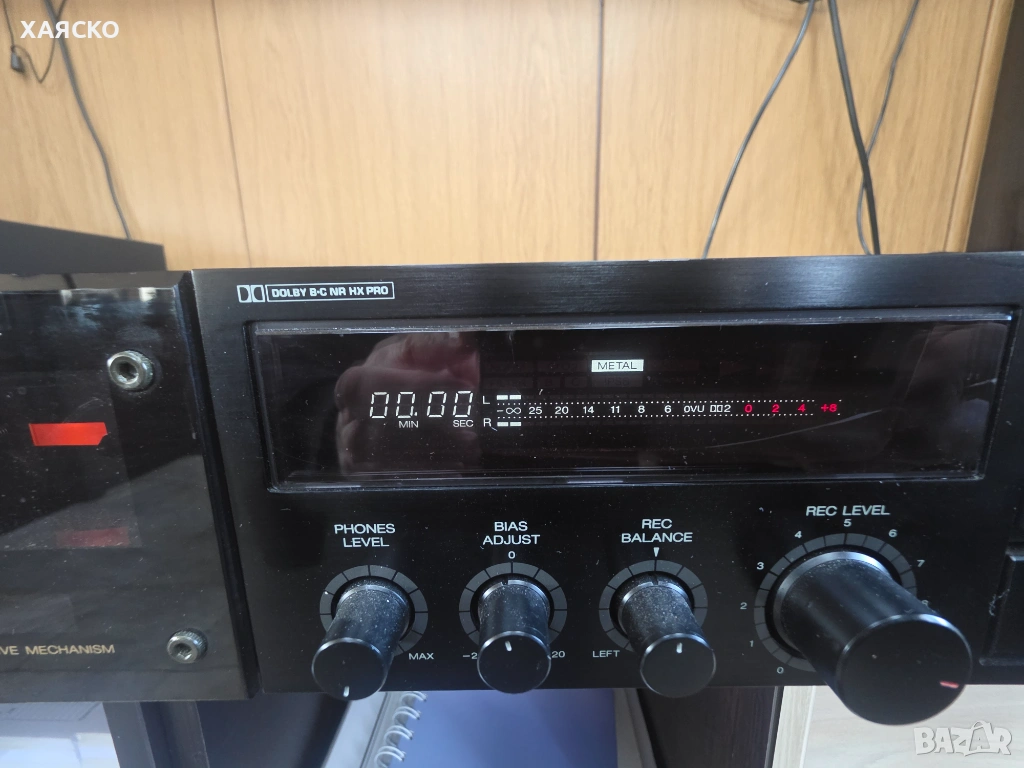 ХАЯСКО
DOLBY B·C NR HX PRO
METAL
00.00
MIN SEC
L
-∞ 25 20 14 11 8 6 0VU 2 0 2 4 +8
R
PHONES LEVEL
MAX
BIAS ADJUST
0
-2 20
REC BALANCE
LEFT
REC LEVEL
0 1 2 3 4 5 6 7
VE MECHANISM
BAZAR